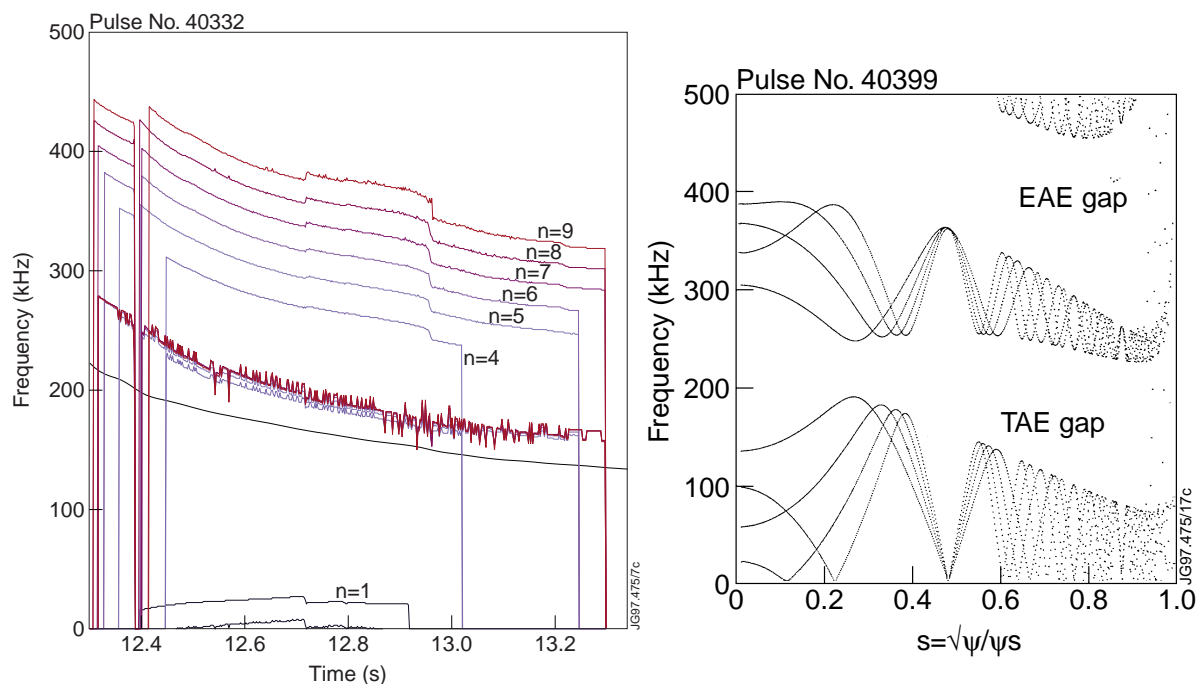 Pulse No. 40332
500
400
300
200
100
0
Frequency (kHz)
12.4
12.6
12.8
13.0
13.2
Time (s)
n=9
n=8
n=7
n=6
n=5
n=4
n=1
JG97.475/7c
Pulse No. 40399
500
400
300
200
100
0
Frequency (kHz)
EAE gap
TAE gap
0
0.2
0.4
0.6
0.8
1.0
s=√ψ/ψs
JG97.475/17c